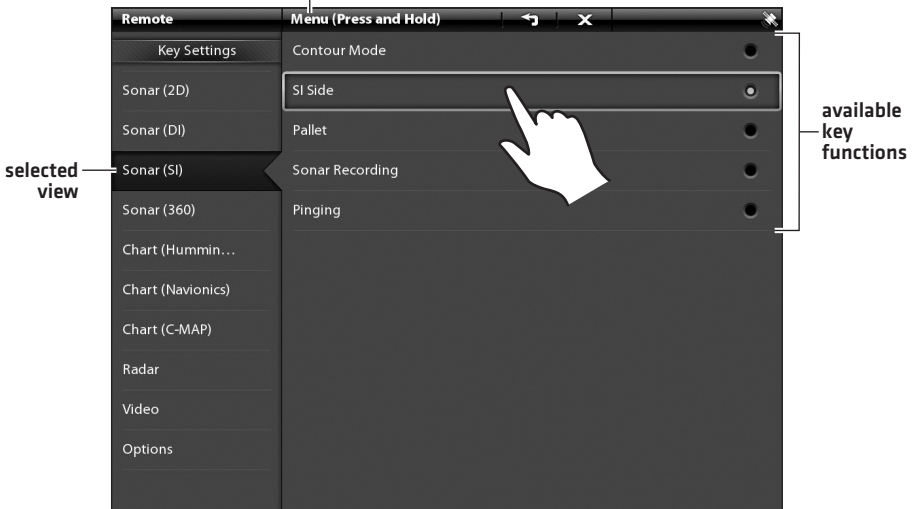 Remote
Menu (Press and Hold)
Key Settings
Contour Mode
Sonar (2D)
SI Side
Sonar (DI)
Pallet
available
key
functions
selected
view
Sonar (SI)
Sonar Recording
Sonar (360)
Pinging
Chart (Hummin...
Chart (Navionics)
Chart (C-MAP)
Radar
Video
Options